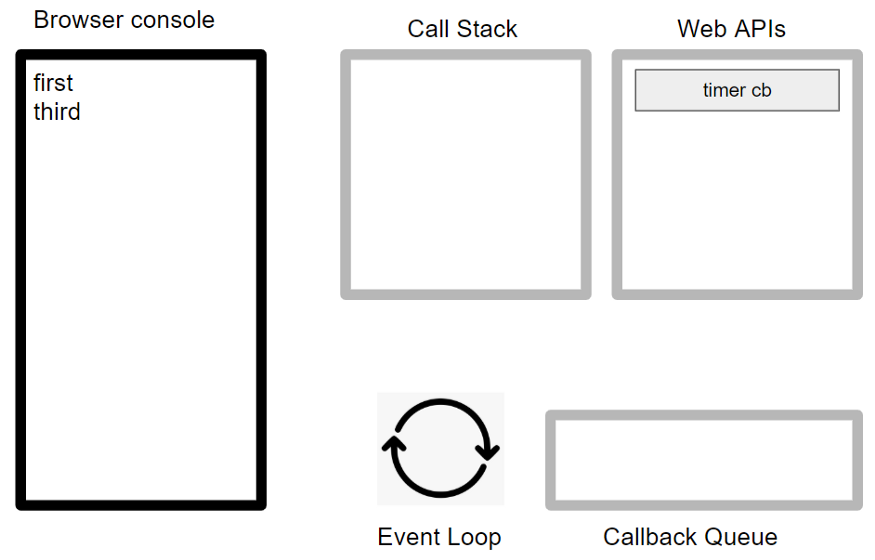 Browser console
Call Stack
Web APIs
first
third
timer cb
Event Loop
Callback Queue